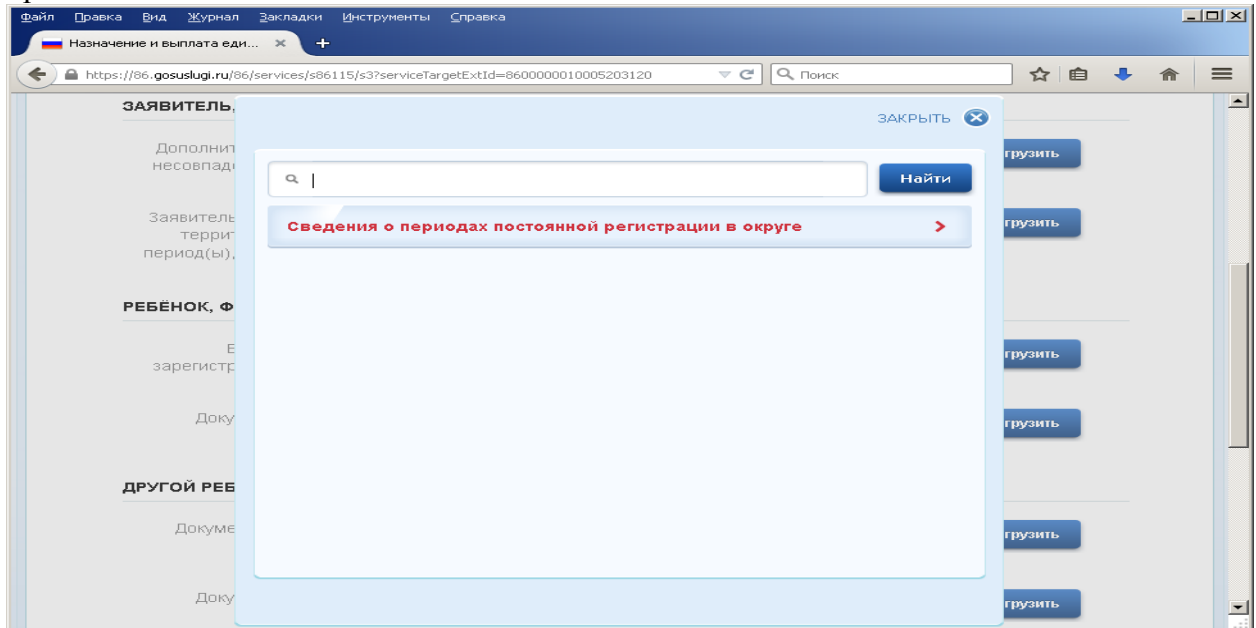 Файл Правка Вид Журнал Закладки Инструменты Справка
Назначение и выплата еди...
https://86.gosuslugi.ru/86/services/s86115/s3?serviceTargetExtId=8600000010005203120
Поиск
ЗАЯВИТЕЛЬ,
ЗАКРЫТЬ
Дополнит
несовпад
грузить
Найти
Заявитель
террит
период(ы),
грузить
Сведения о периодах постоянной регистрации в округе
РЕБЁНОК, Ф
зарегистр
грузить
Доку
грузить
ДРУГОЙ РЕБ
Докуме
грузить
Доку
грузить